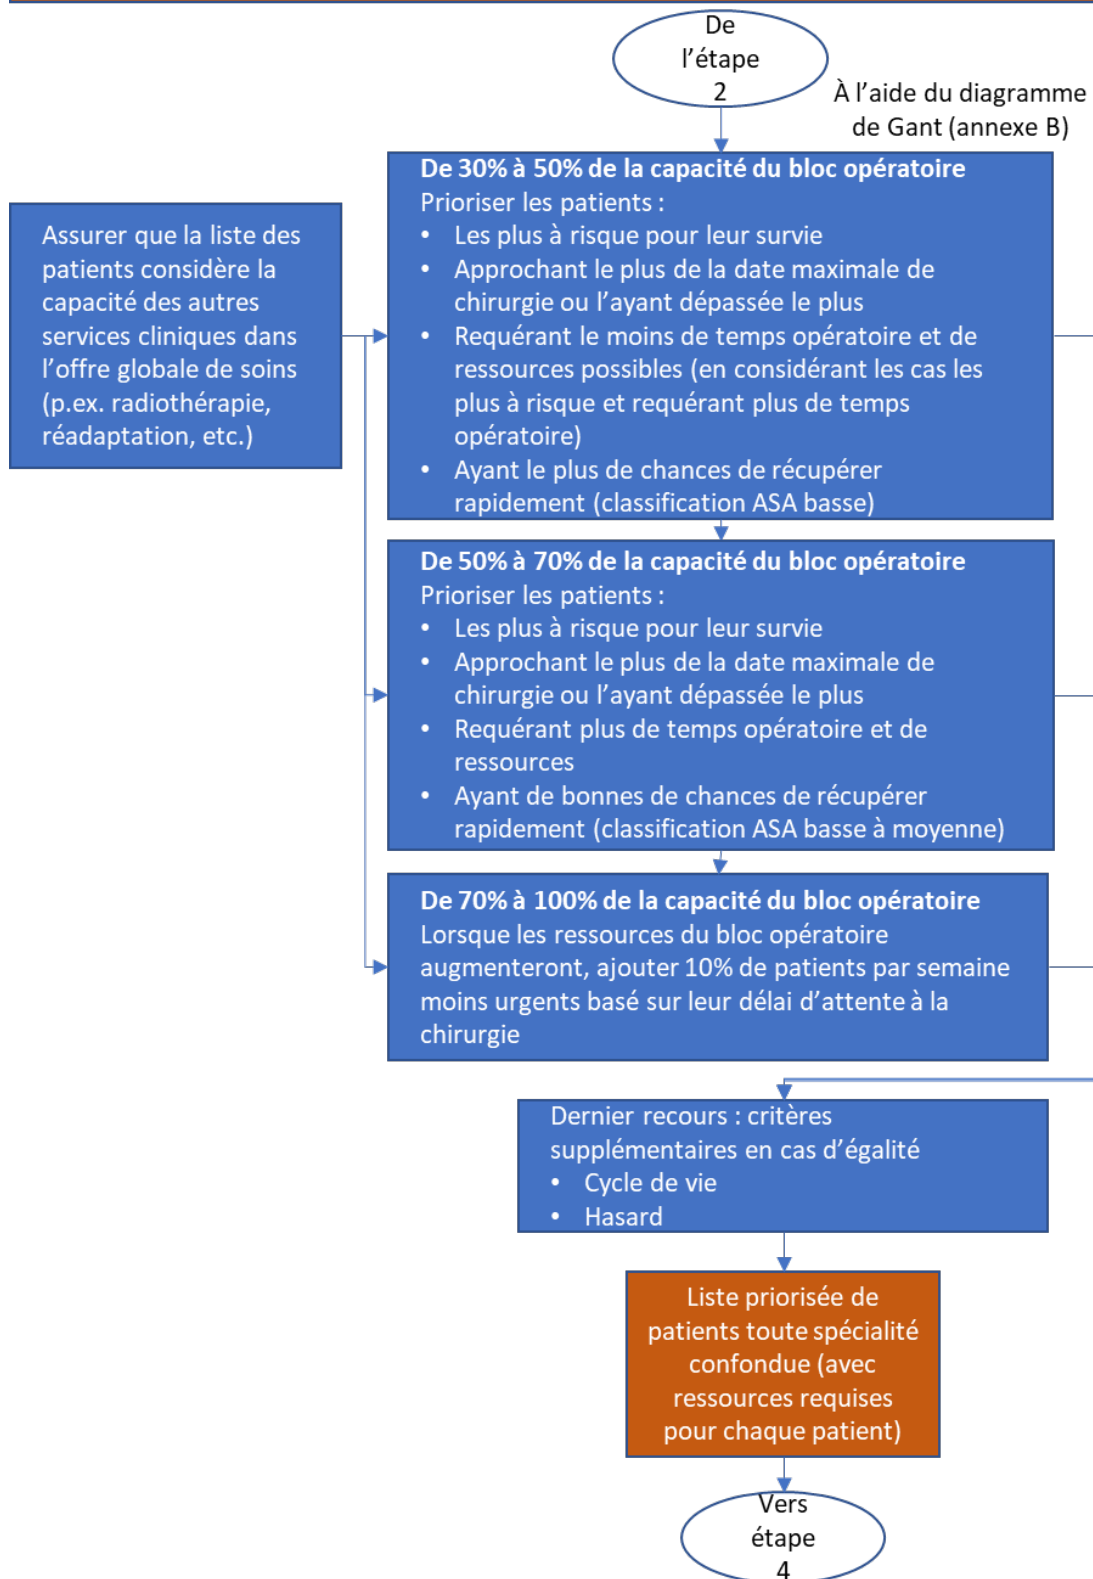 De
l’étape
2
À l’aide du diagramme
de Gant (annexe B)
Assurer que la liste des
patients considère la
capacité des autres
services cliniques dans
l’offre globale de soins
(p.ex. radiothérapie,
réadaptation, etc.)
De 30% à 50% de la capacité du bloc opératoire
Prioriser les patients :
• Les plus à risque pour leur survie
• Approchant le plus de la date maximale de
chirurgie ou l’ayant dépassée le plus
• Requérant le moins de temps opératoire et de
ressources possibles (en considérant les cas les
plus à risque et requérant plus de temps
opératoire)
• Ayant le plus de chances de récupérer
rapidement (classification ASA basse)
De 50% à 70% de la capacité du bloc opératoire
Prioriser les patients :
• Les plus à risque pour leur survie
• Approchant le plus de la date maximale de
chirurgie ou l’ayant dépassée le plus
• Requérant plus de temps opératoire et de
ressources
• Ayant de bonnes de chances de récupérer
rapidement (classification ASA basse à moyenne)
De 70% à 100% de la capacité du bloc opératoire
Lorsque les ressources du bloc opératoire
augmenteront, ajouter 10% de patients par semaine
moins urgents basé sur leur délai d’attente à la
chirurgie
Dernier recours : critères
supplémentaires en cas d’égalité
• Cycle de vie
• Hasard
Liste priorisée de
patients toute spécialité
confondue (avec
ressources requises
pour chaque patient)
Vers
étape
4